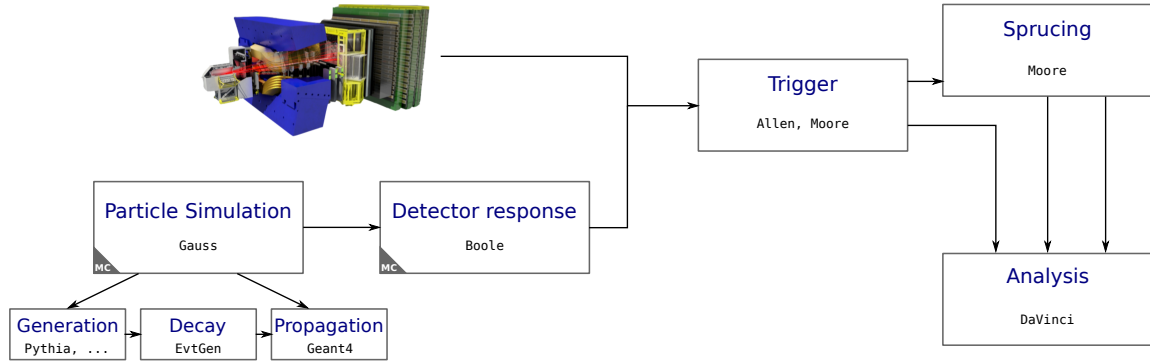 Sprucing
Moore
Trigger
Allen, Moore
Particle Simulation
Gauss
MC
Detector response
Boole
MC
Analysis
DaVinci
Generation
Pythia, ...
Decay
EvtGen
Propagation
Geant4